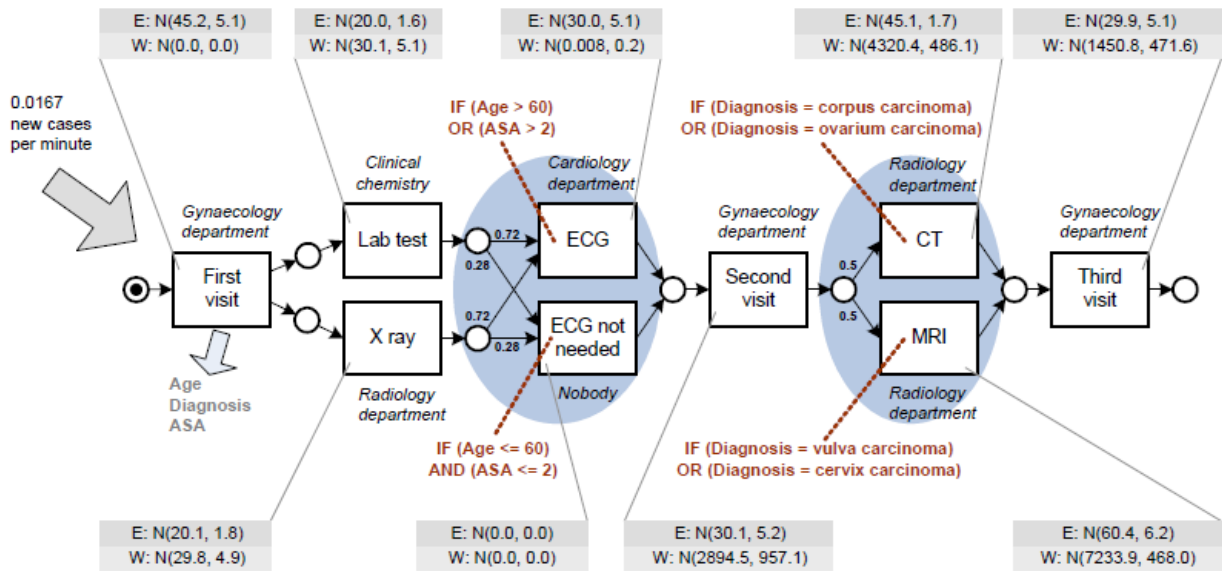 E: N(45.2, 5.1)
W: N(0.0, 0.0)
E: N(20.0, 1.6)
W: N(30.1, 5.1)
E: N(30.0, 5.1)
W: N(0.008, 0.2)
E: N(45.1, 1.7)
W: N(4320.4, 486.1)
E: N(29.9, 5.1)
W: N(1450.8, 471.6)
0.0167
new cases
per minute
IF (Age > 60)
OR (ASA > 2)
IF (Diagnosis = corpus carcinoma)
OR (Diagnosis = ovarium carcinoma)
Clinical
chemistry
Cardiology
department
Radiology
department
Gynaecology
department
Gynaecology
department
Gynaecology
department
Lab test
0.72
0.28
ECG
CT
First
visit
Second
visit
0.5
0.5
Third
visit
X ray
0.72
0.28
ECG not
needed
MRI
Age
Diagnosis
ASA
Radiology
department
Nobody
Radiology
department
IF (Age <= 60)
AND (ASA <= 2)
IF (Diagnosis = vulva carcinoma)
OR (Diagnosis = cervix carcinoma)
E: N(20.1, 1.8)
W: N(29.8, 4.9)
E: N(0.0, 0.0)
W: N(0.0, 0.0)
E: N(30.1, 5.2)
W: N(2894.5, 957.1)
E: N(60.4, 6.2)
W: N(7233.9, 468.0)